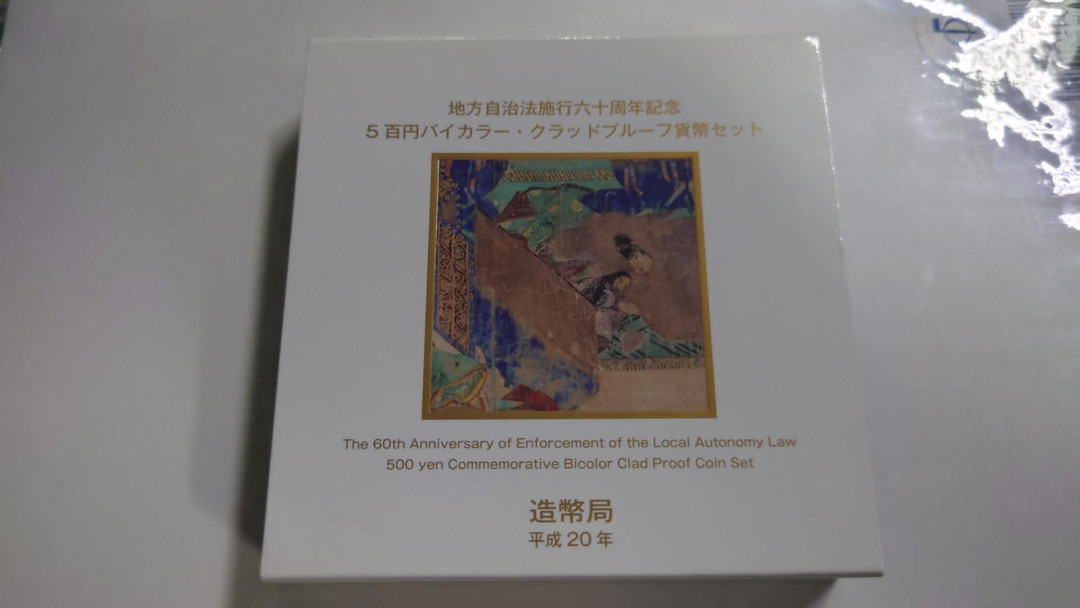 地方自治法施行六十周年記念
5百円バイカラー・クラッドプルーフ貨幣セット
The 60th Anniversary of Enforcement of the Local Autonomy Law
500 yen Commemorative Bicolor Clad Proof Coin Set
造幣局
平成20年